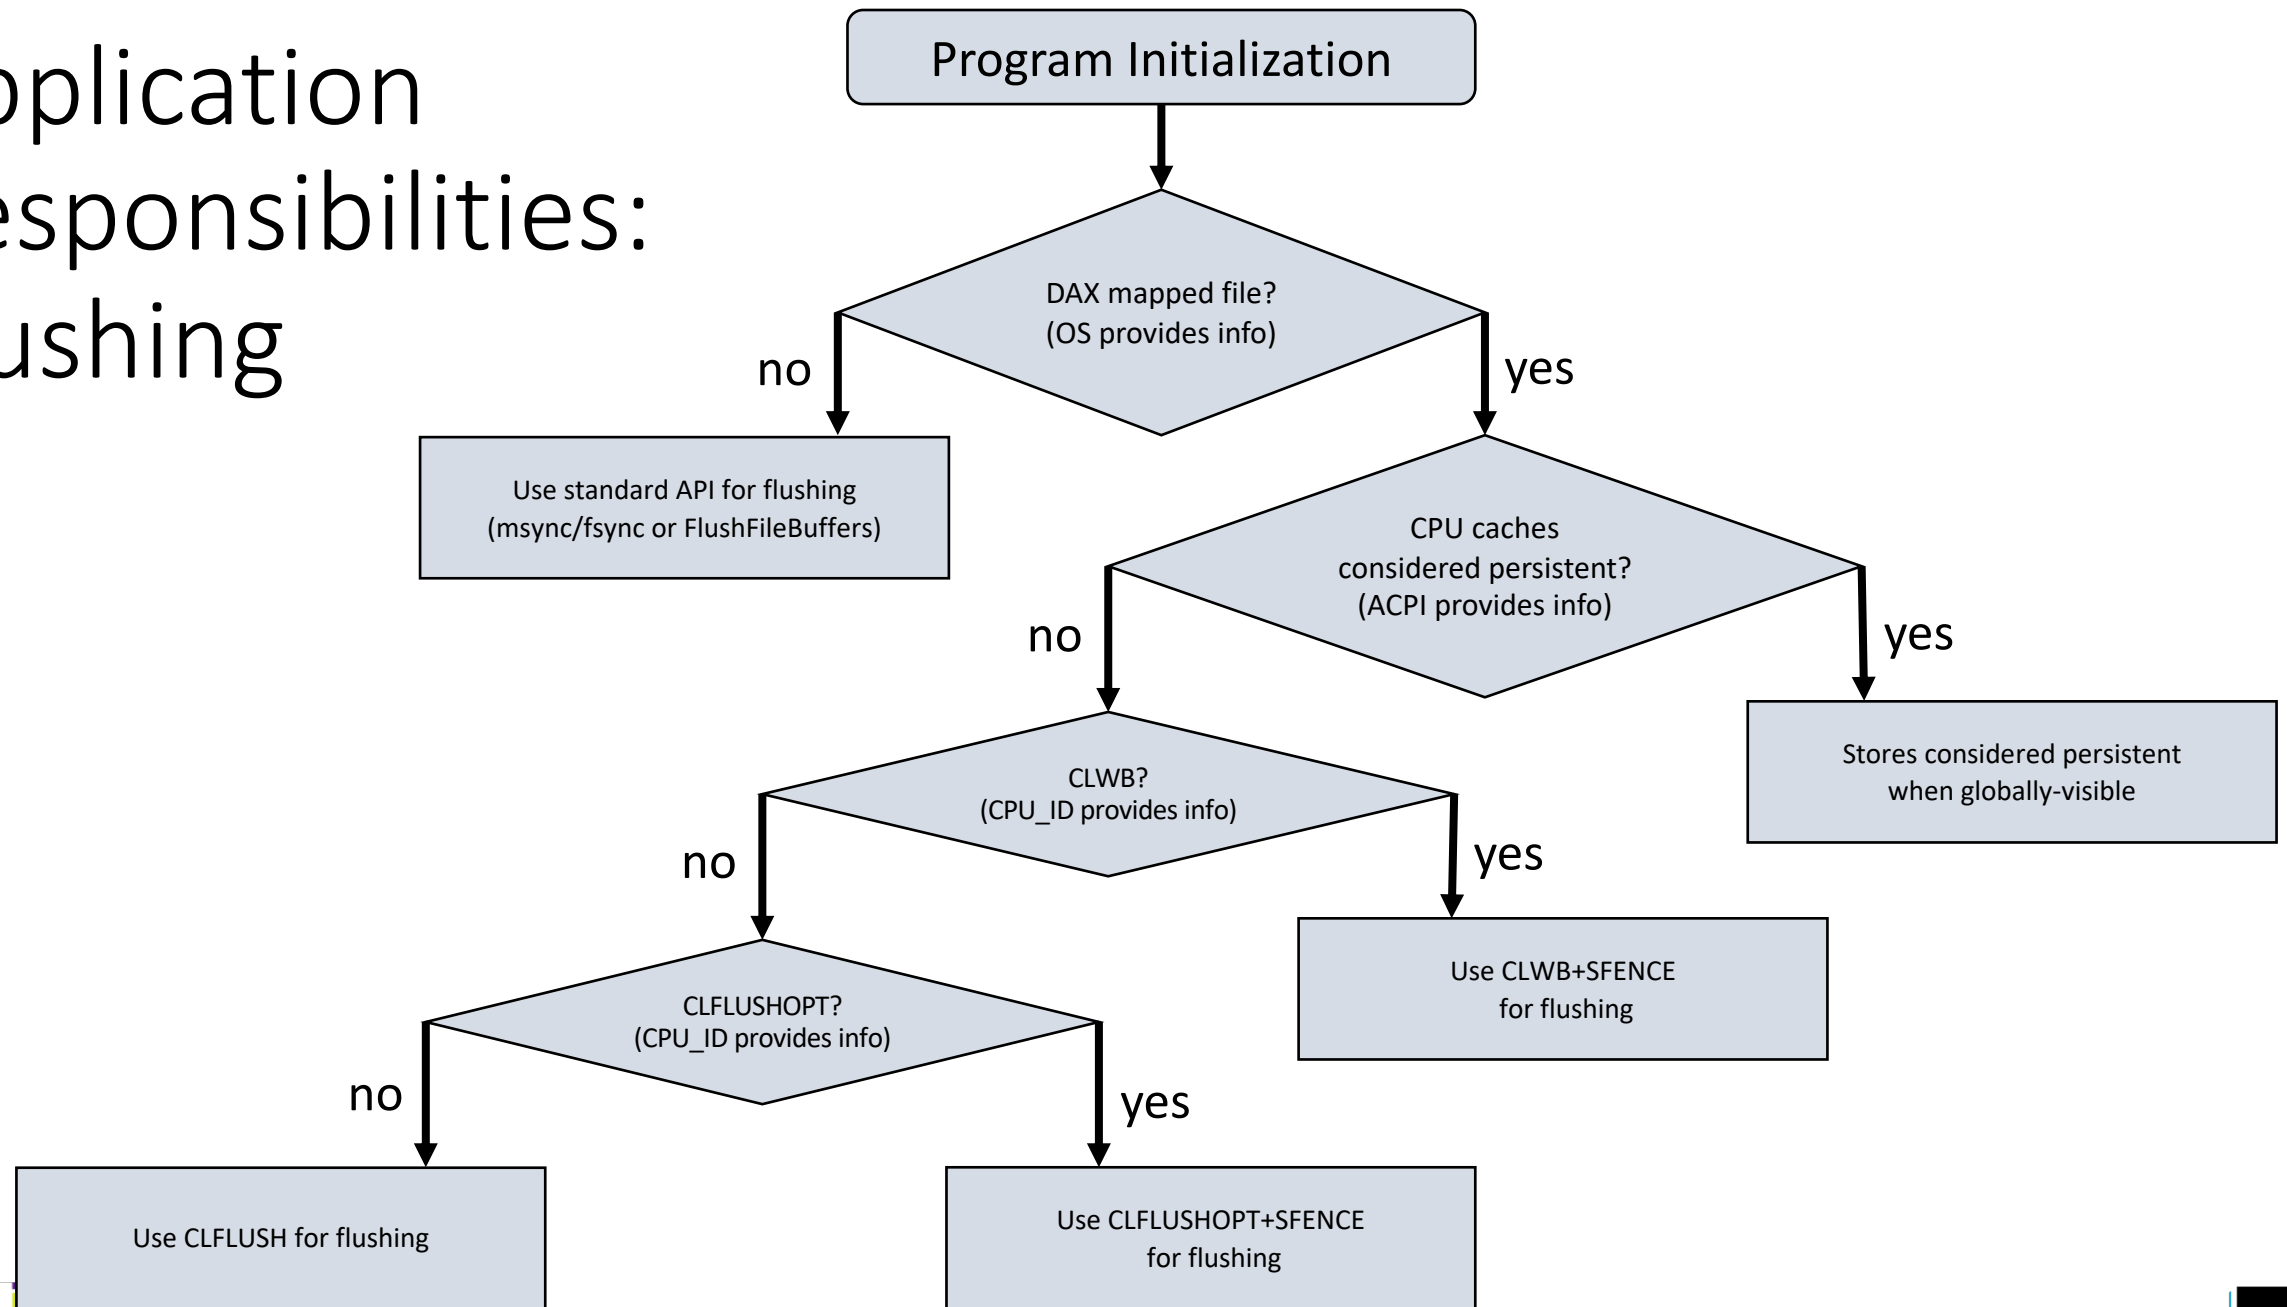 pplication
esponsibilities:
ushing
Program Initialization
DAX mapped file?
(OS provides info)
no
yes
Use standard API for flushing
(msync/fsync or FlushFileBuffers)
CPU caches
considered persistent?
(ACPI provides info)
no
yes
Stores considered persistent
when globally-visible
CLWB?
(CPU_ID provides info)
no
yes
Use CLWB+SFENCE
for flushing
CLFLUSHOPT?
(CPU_ID provides info)
no
yes
Use CLFLUSH for flushing
Use CLFLUSHOPT+SFENCE
for flushing